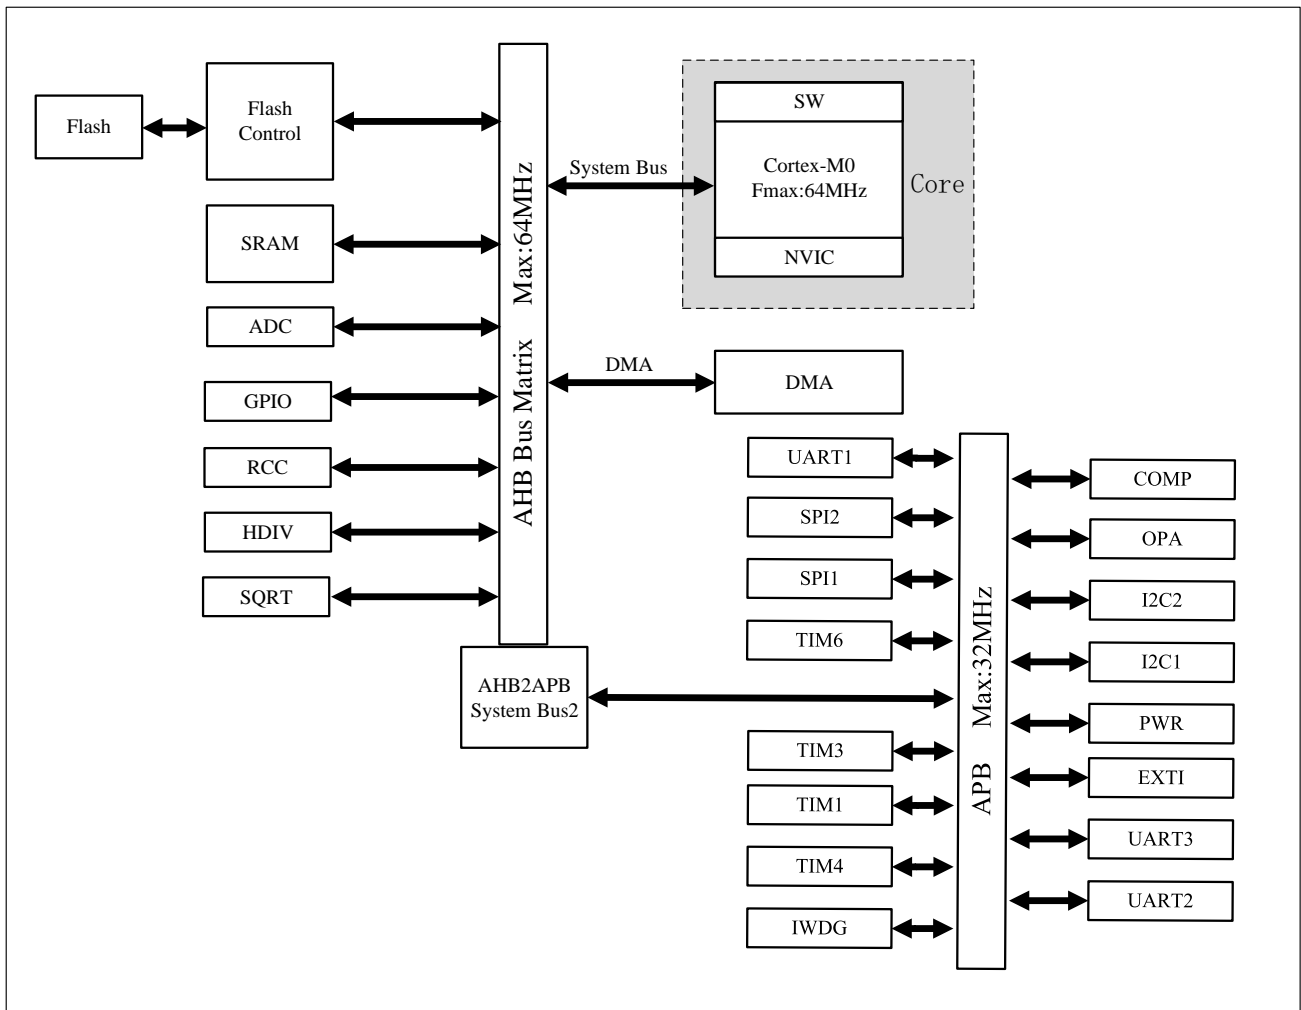 Flash
Flash
Control
SRAM
ADC
GPIO
RCC
HDIV
SQRT
AHB Bus Matrix Max:64MHz
AHB2APB
System Bus2
System Bus
SW
Cortex-M0
Fmax:64MHz
NVIC
Core
DMA
DMA
UART1
SPI2
SPI1
TIM6
TIM3
TIM1
TIM4
IWDG
APB Max:32MHz
COMP
OPA
I2C2
I2C1
PWR
EXTI
UART3
UART2